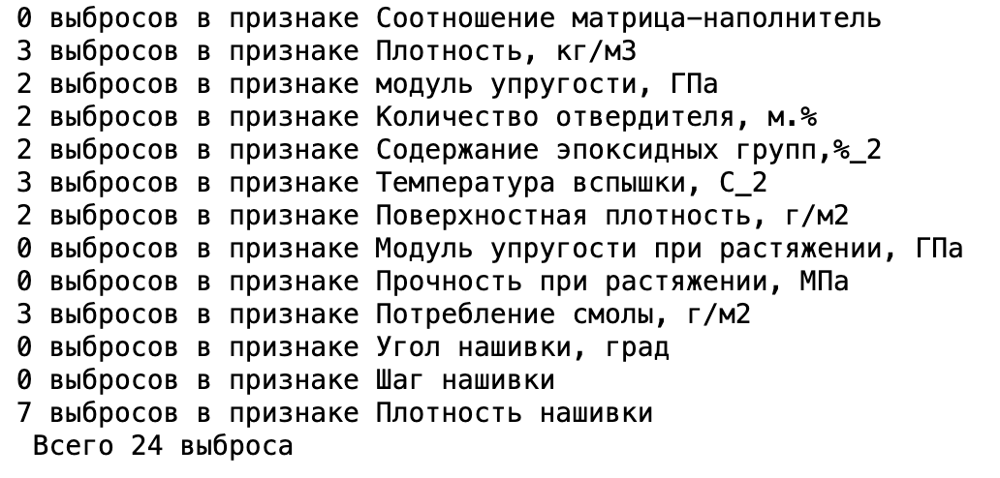 0 выбросов в признаке Соотношение матрица-наполнитель
3 выбросов в признаке Плотность, кг/м3
2 выбросов в признаке модуль упругости, ГПа
2 выбросов в признаке Количество отвердителя, м.%
2 выбросов в признаке Содержание эпоксидных групп,%_2
3 выбросов в признаке Температура вспышки, С_2
2 выбросов в признаке Поверхностная плотность, г/м2
0 выбросов в признаке Модуль упругости при растяжении, ГПа
0 выбросов в признаке Прочность при растяжении, МПа
3 выбросов в признаке Потребление смолы, г/м2
0 выбросов в признаке Угол нашивки, град
0 выбросов в признаке Шаг нашивки
7 выбросов в признаке Плотность нашивки
Всего 24 выброса